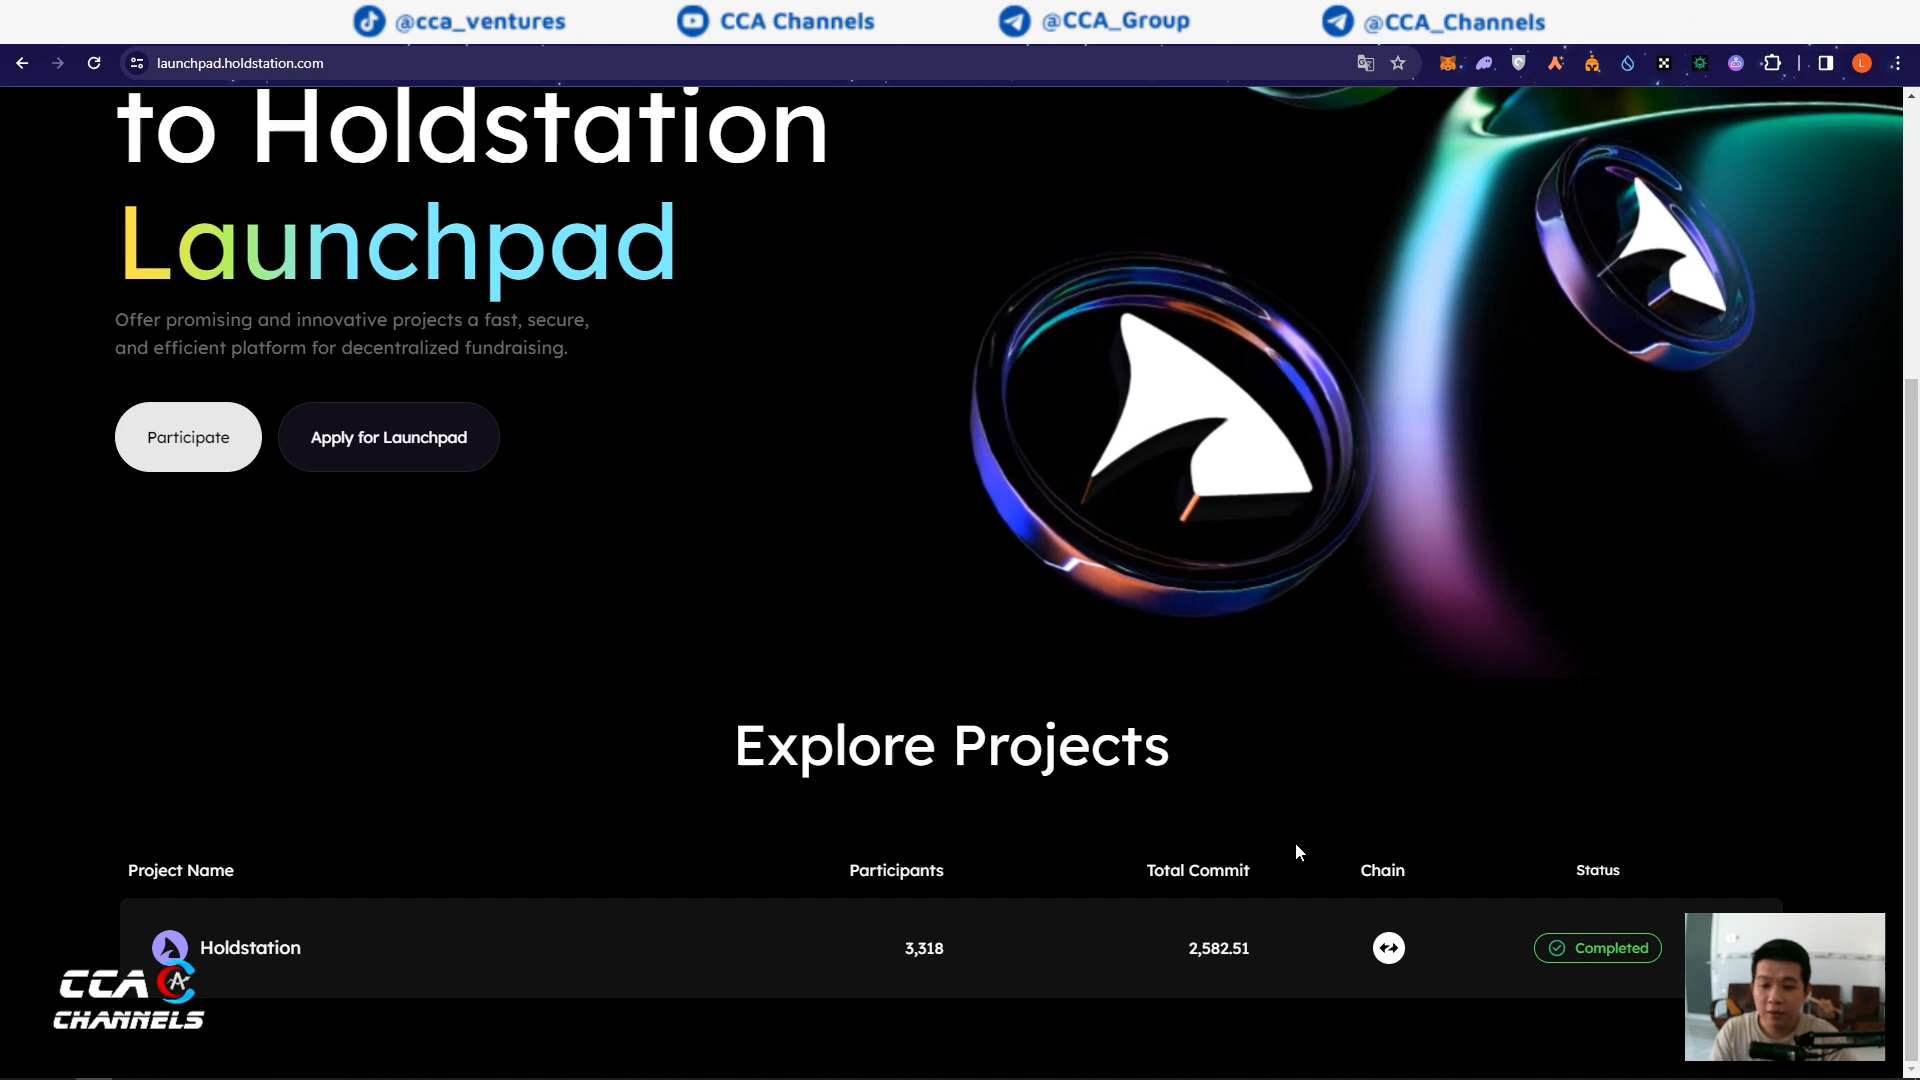 @cca_ventures
CCA Channels
@CCA_Group
@CCA_Channels
launchpad.holdstation.com
L
to Holdstation
Launchpad
Offer promising and innovative projects a fast, secure,
and efficient platform for decentralized fundraising.
Participate
Apply for Launchpad
Explore Projects
Project Name Participants Total Commit Chain Status
Holdstation 3,318 2,582.51 Completed
CCA
CHANNELS